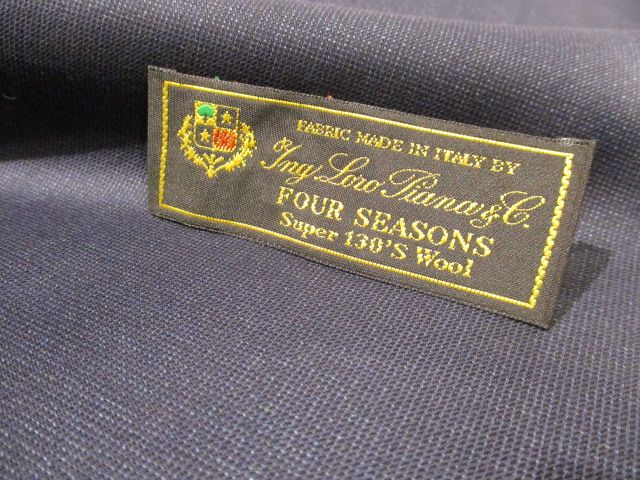 FABRIC MADE IN ITALY BY
Ing. Loro Piana & C.
FOUR SEASONS
Super 130'S Wool